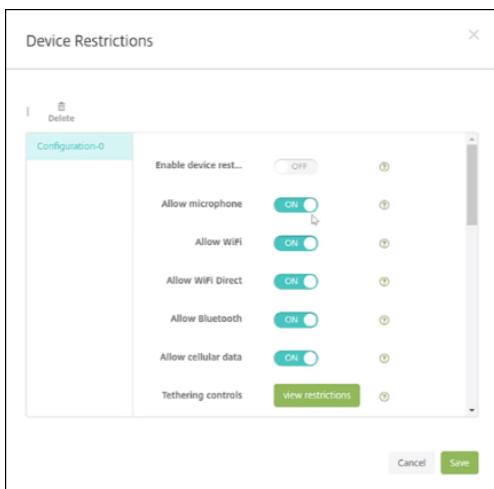 Device Restrictions
Delete
Configuration-0
Enable device rest... OFF
Allow microphone ON
Allow WiFi ON
Allow WiFi Direct ON
Allow Bluetooth ON
Allow cellular data ON
Tethering controls view restrictions
Cancel Save